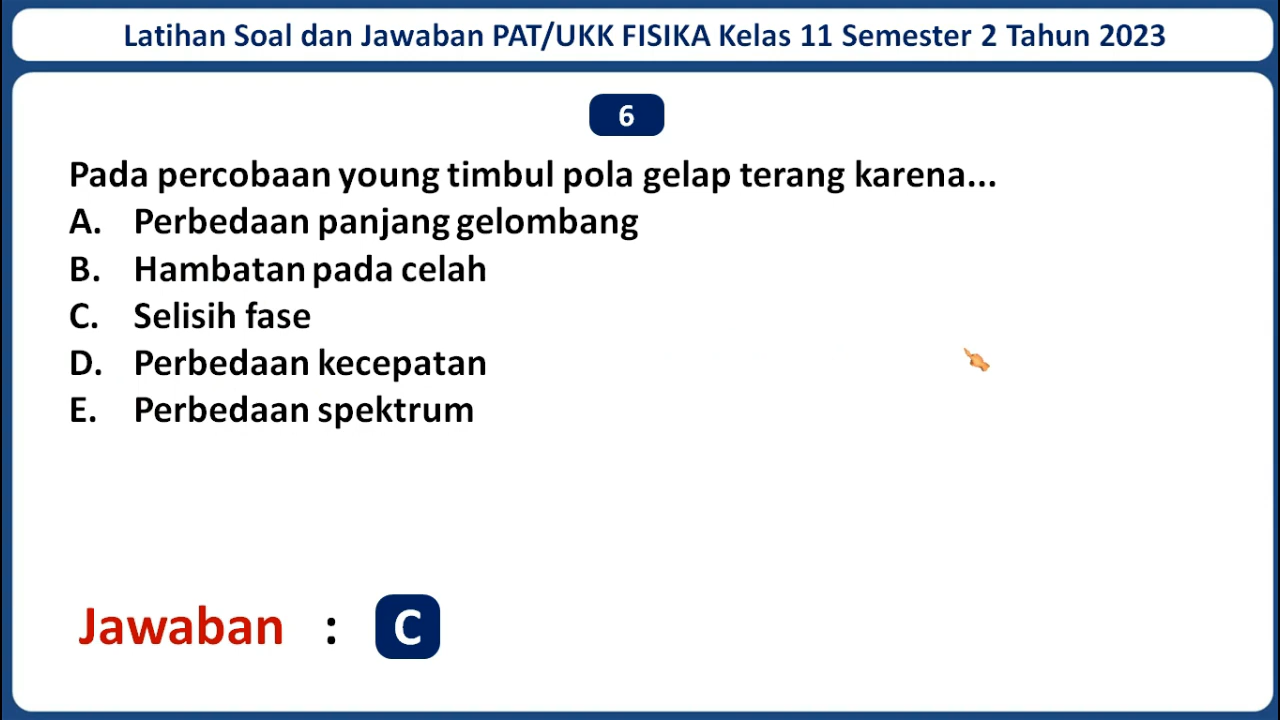 Latihan Soal dan Jawaban PAT/UKK FISIKA Kelas 11 Semester 2 Tahun 2023
6
Pada percobaan young timbul pola gelap terang karena...
A. Perbedaan panjang gelombang
B. Hambatan pada celah
C. Selisih fase
D. Perbedaan kecepatan
E. Perbedaan spektrum
Jawaban : C